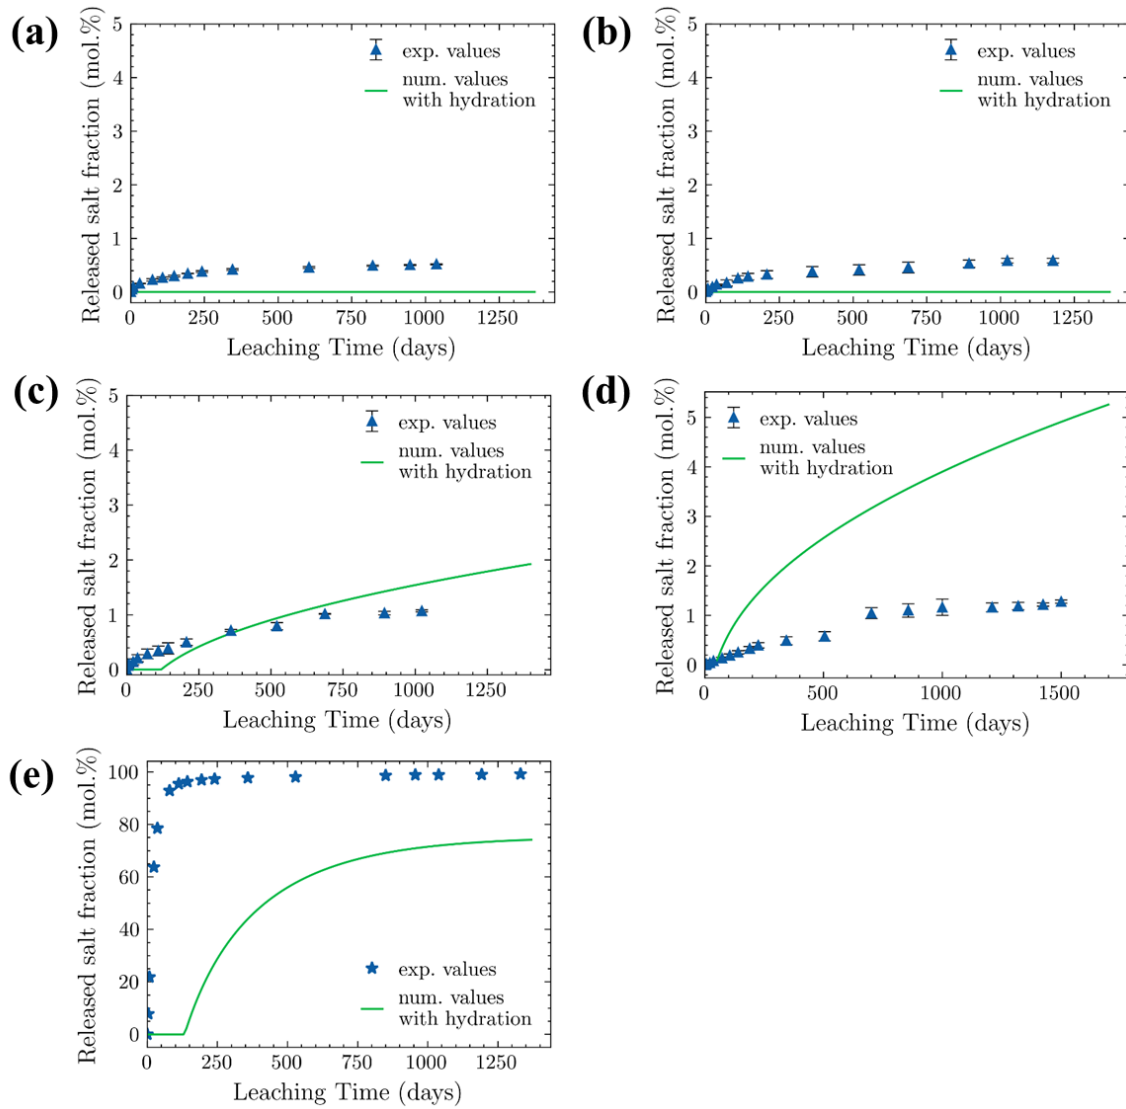 (a)
Released salt fraction (mol.%)
5
4
3
2
1
0
exp. values
num. values
with hydration
0 250 500 750 1000 1250
Leaching Time (days)
(b)
Released salt fraction (mol.%)
5
4
3
2
1
0
exp. values
num. values
with hydration
0 250 500 750 1000 1250
Leaching Time (days)
(c)
Released salt fraction (mol.%)
5
4
3
2
1
0
exp. values
num. values
with hydration
0 250 500 750 1000 1250
Leaching Time (days)
(d)
Released salt fraction (mol.%)
5
4
3
2
1
0
exp. values
num. values
with hydration
0 500 1000 1500
Leaching Time (days)
(e)
Released salt fraction (mol.%)
100
80
60
40
20
0
exp. values
num. values
with hydration
0 250 500 750 1000 1250
Leaching Time (days)